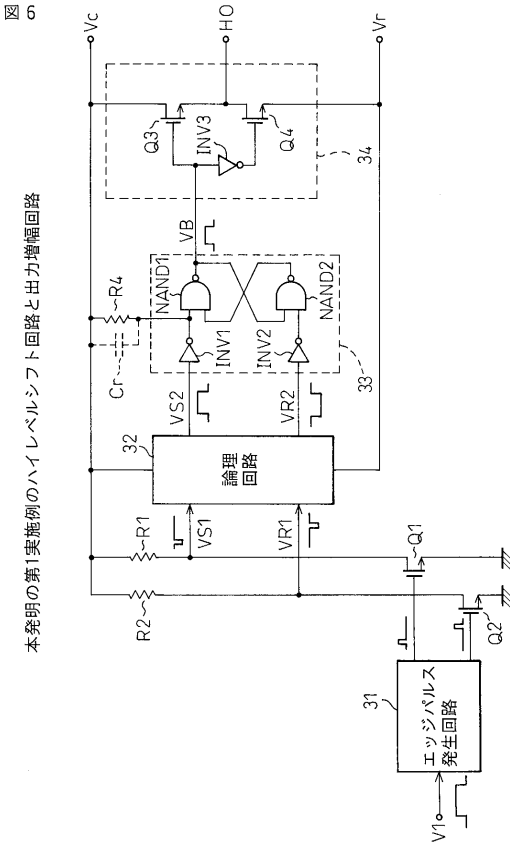 図 6
本発明の第1実施例のハイレベルシフト回路と出力増幅回路
Vc
HO
Vr
Q3
INV3
Q4
34
VB
R4
Cr
NAND1
NAND2
INV1
INV2
33
VS2
VR2
32
論理
回路
R1
VS1
VR1
R2
Q1
Q2
31
エッジパルス
発生回路
V1